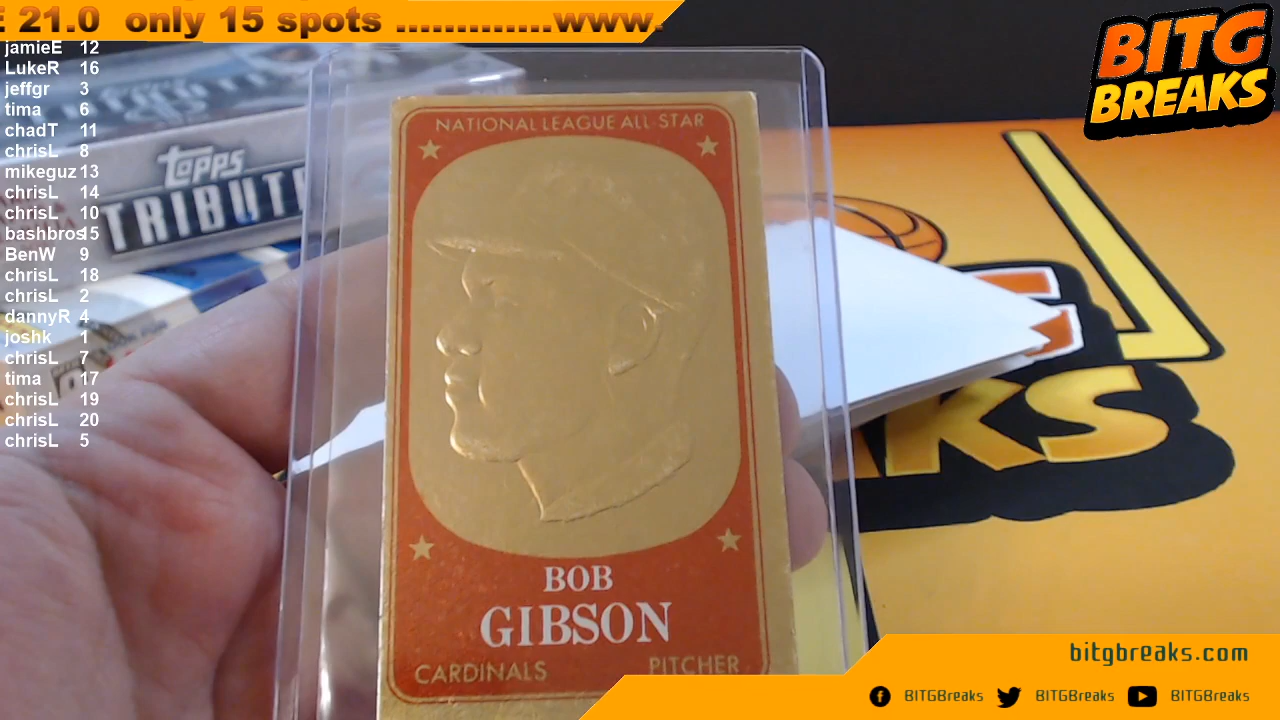 21.0 only 15 spots .............www.
BITG
BREAKS
jamieE 12
LukeR 16
jeffgr 3
tima 6
chadT 11
chrisL 8
mikeguz 13
chrisL 14
chrisL 10
bashbros 15
BenW 9
chrisL 18
chrisL 2
dannyR 4
joshk 1
chrisL 7
tima 17
chrisL 19
chrisL 20
chrisL 5
Topps
TRIBUTE
NATIONAL LEAGUE ALL-STAR
BOB
GIBSON
CARDINALS PITCHER
bitgbreaks.com
BITGBreaks BITGBreaks BITGBreaks